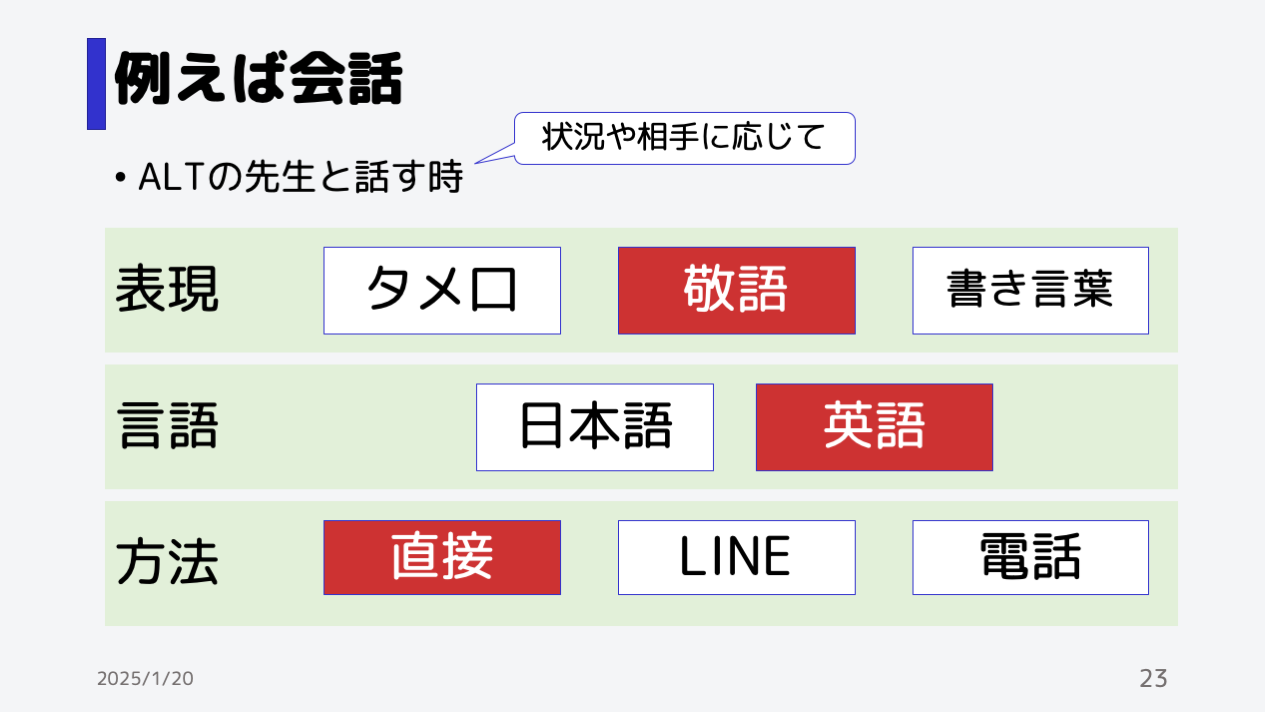 例えば会話
状況や相手に応じて
• ALTの先生と話す時
表現 タメ口 敬語 書き言葉
言語 日本語 英語
方法 直接 LINE 電話
2025/1/20 23